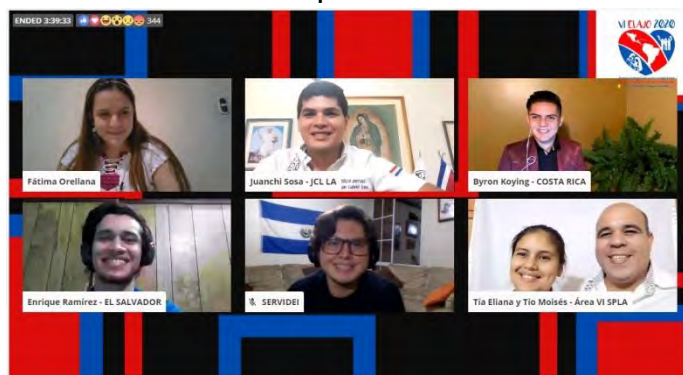 ENDED 3:39:33
344
VI ELAJO 2020
Fátima Orellana
Juanchi Sosa - JCL LA
Byron Koying - COSTA RICA
Enrique Ramírez - EL SALVADOR
SERVIDEI
Tía Eliana y Tio Moisés - Área VI SPLA